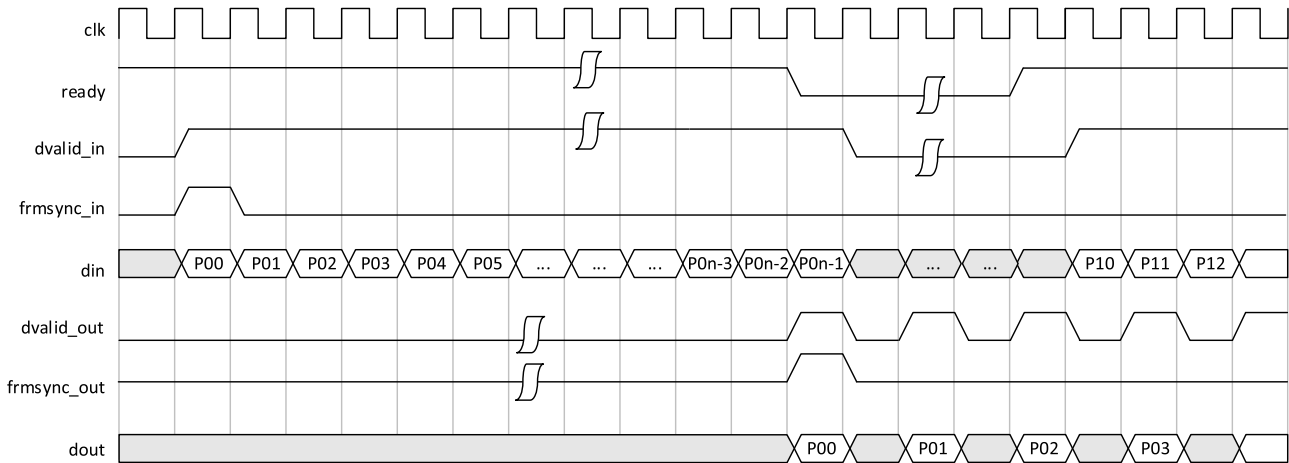 clk
ready
dvalid_in
frmsync_in
din P00 P01 P02 P03 P04 P05 ... ... ... P0n-3 P0n-2 P0n-1 ... ... P10 P11 P12
dvalid_out
frmsync_out
dout P00 P01 P02 P03